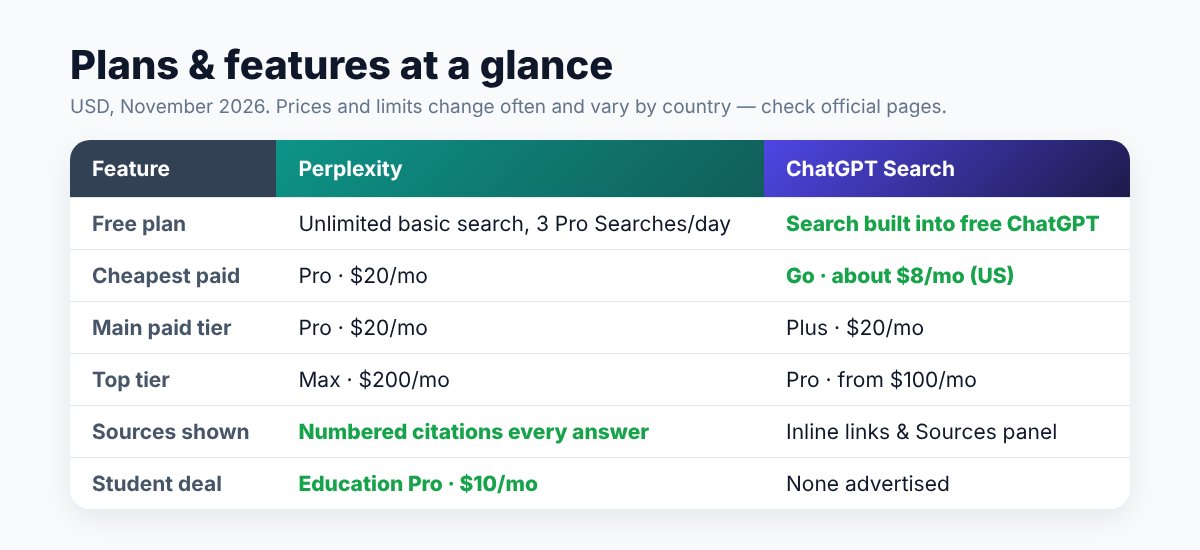 Plans & features at a glance
USD, November 2026. Prices and limits change often and vary by country — check official pages.
Feature Perplexity ChatGPT Search
Free plan Unlimited basic search, 3 Pro Searches/day Search built into free ChatGPT
Cheapest paid Pro · $20/mo Go · about $8/mo (US)
Main paid tier Pro · $20/mo Plus · $20/mo
Top tier Max · $200/mo Pro · from $100/mo
Sources shown Numbered citations every answer Inline links & Sources panel
Student deal Education Pro · $10/mo None advertised